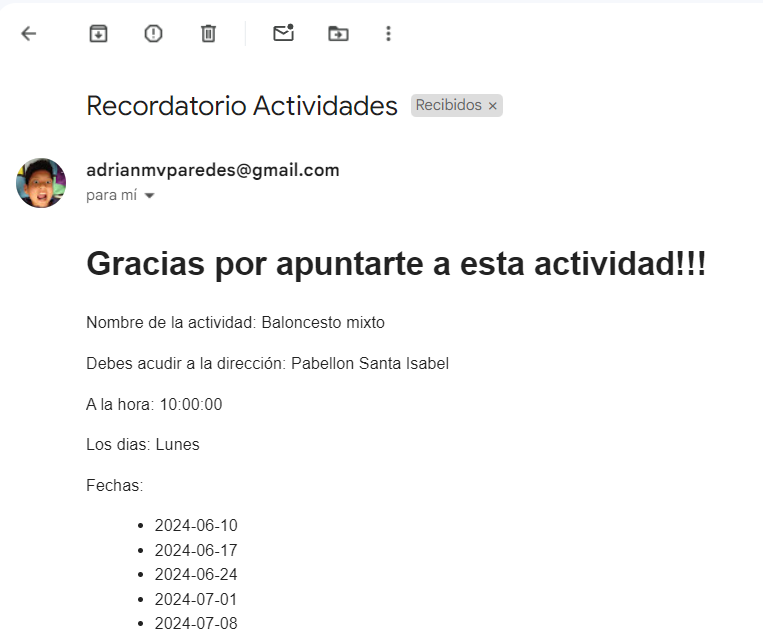 Recordatorio Actividades Recibidos ×
adrianmvparedes@gmail.com
para mí
Gracias por apuntarte a esta actividad!!!
Nombre de la actividad: Baloncesto mixto
Debes acudir a la dirección: Pabellon Santa Isabel
A la hora: 10:00:00
Los dias: Lunes
Fechas:
• 2024-06-10
• 2024-06-17
• 2024-06-24
• 2024-07-01
• 2024-07-08